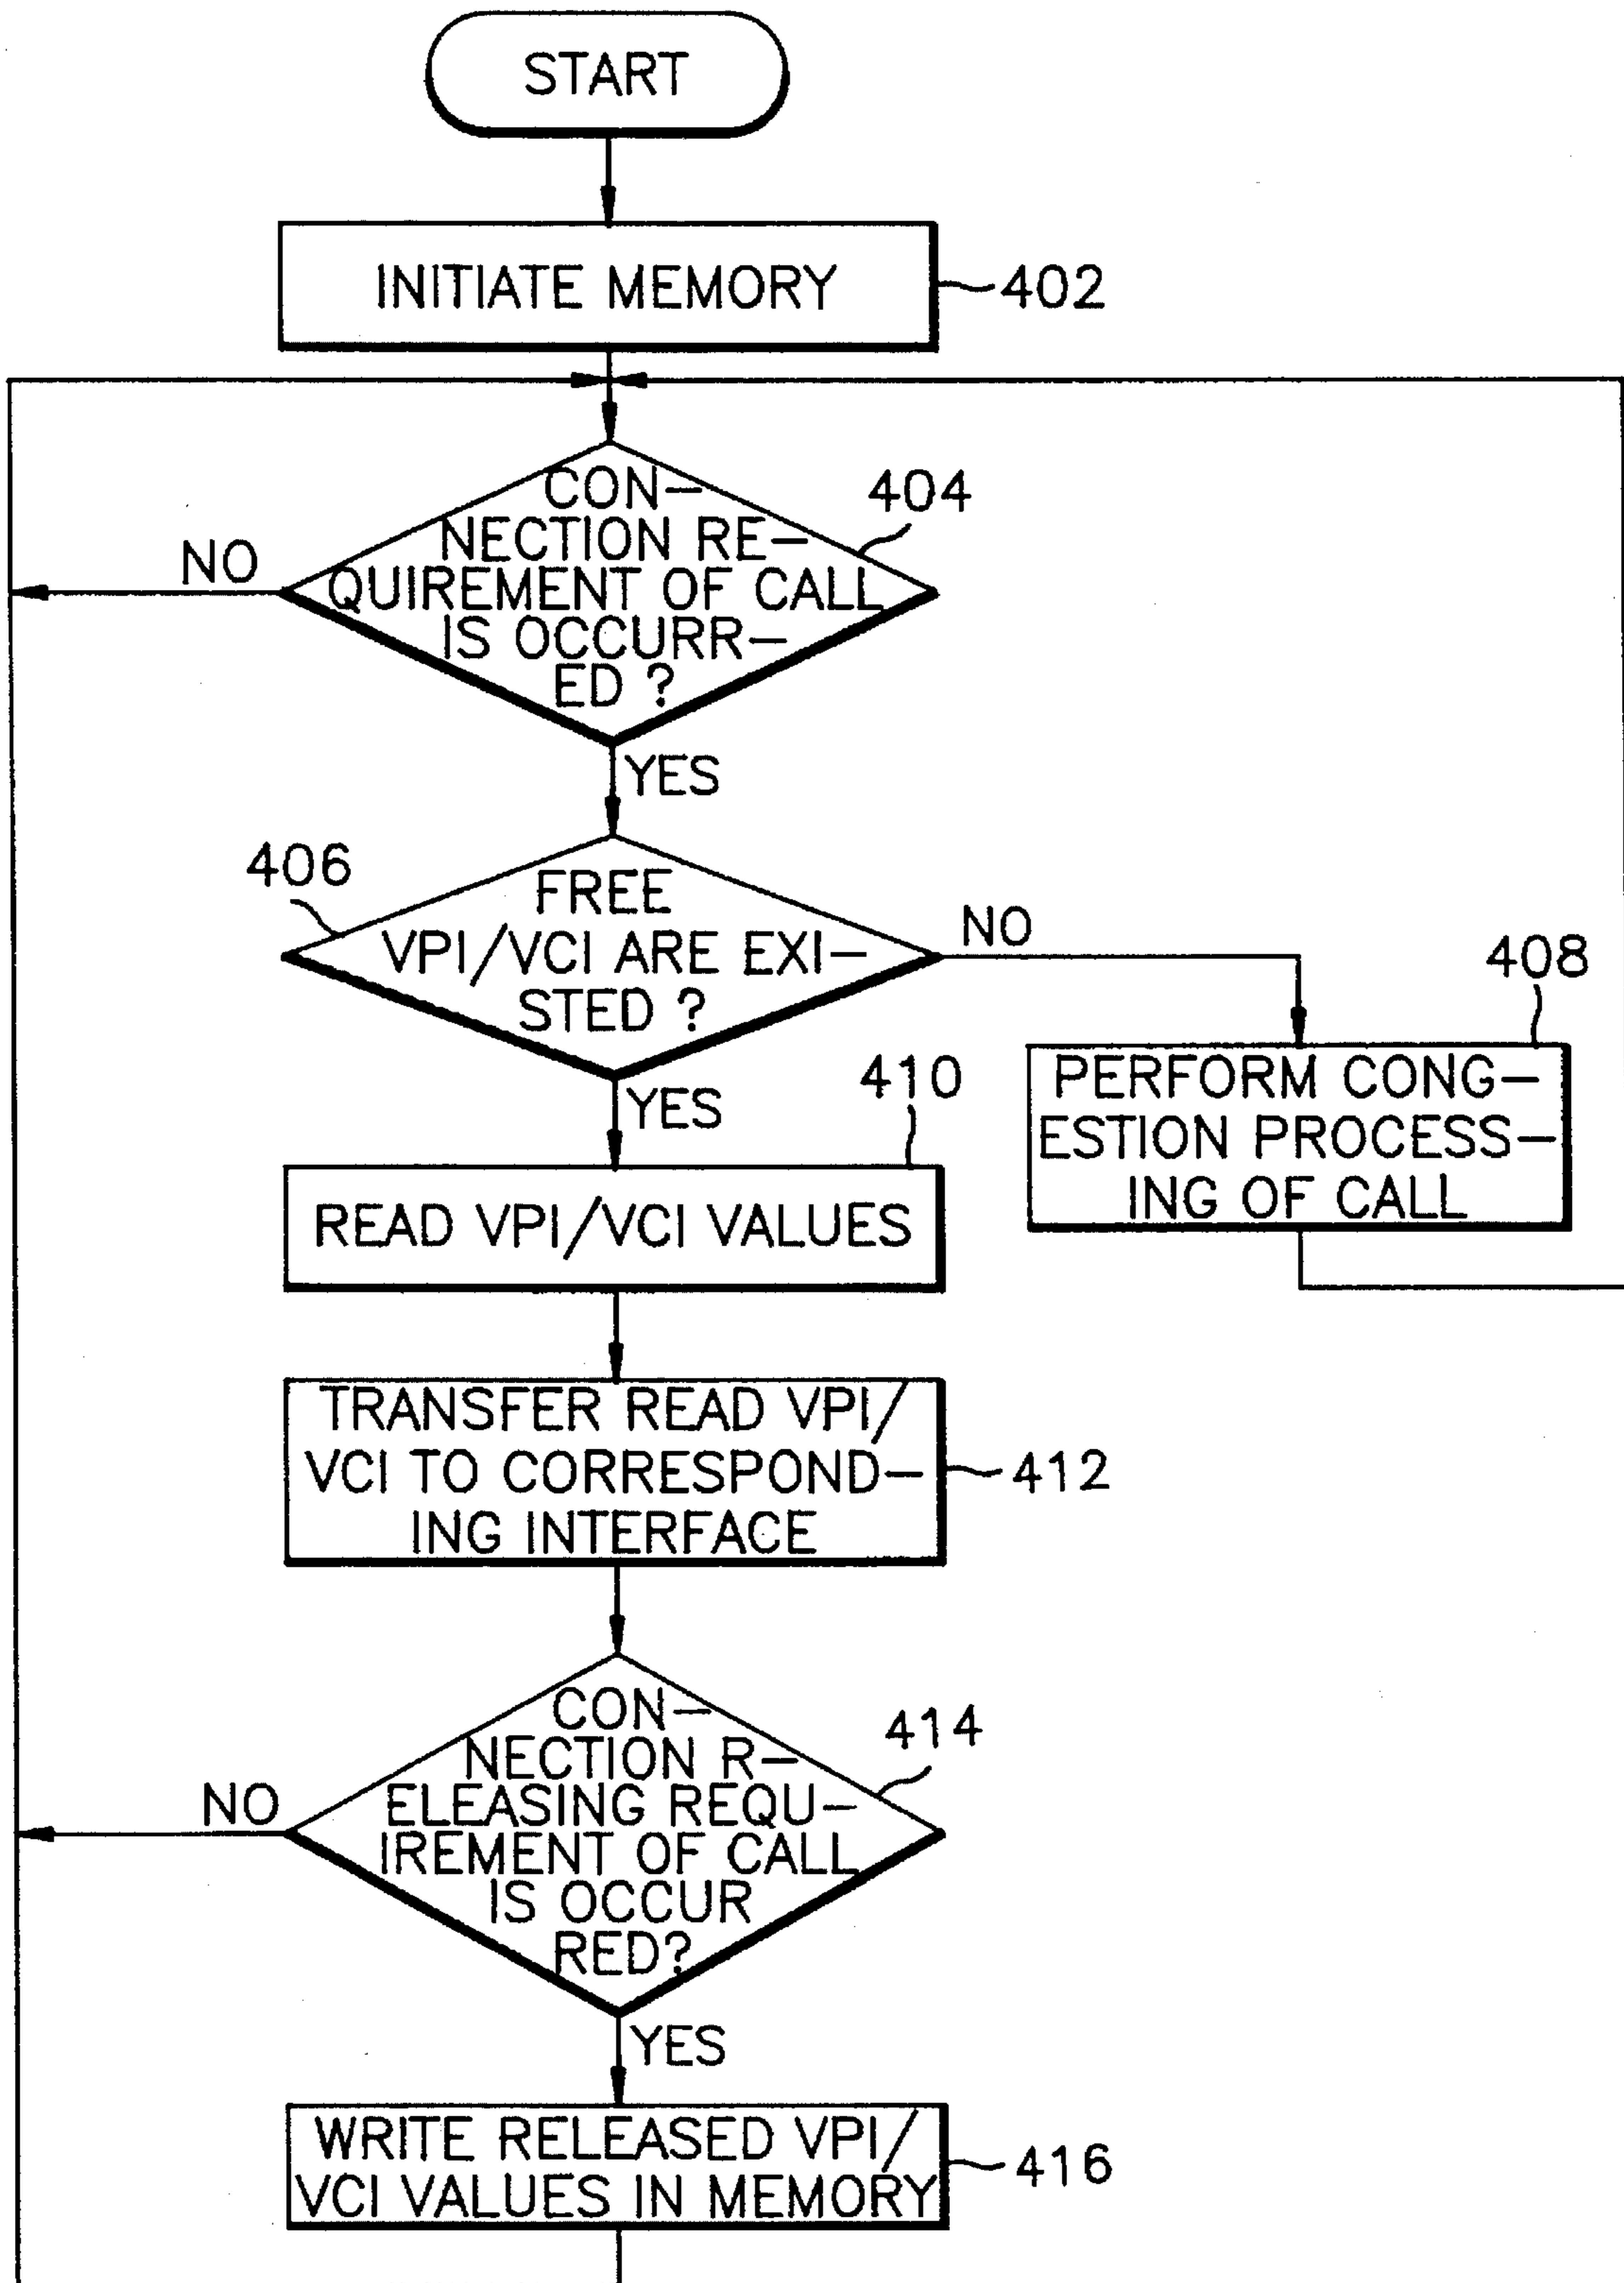 START
INITIATE MEMORY
402
CON-
NECTION RE-
QUIREMENT OF CALL
IS OCCURR-
ED ?
404
NO
YES
406
FREE
VPI/VCI ARE EXI-
STED ?
NO
408
PERFORM CONG-
ESTION PROCESS-
ING OF CALL
YES
410
READ VPI/VCI VALUES
TRANSFER READ VPI/
VCI TO CORRESPOND-
ING INTERFACE
412
CON-
NECTION R-
ELEASING REQU-
IREMENT OF CALL
IS OCCUR
RED?
414
NO
YES
WRITE RELEASED VPI/
VCI VALUES IN MEMORY
416